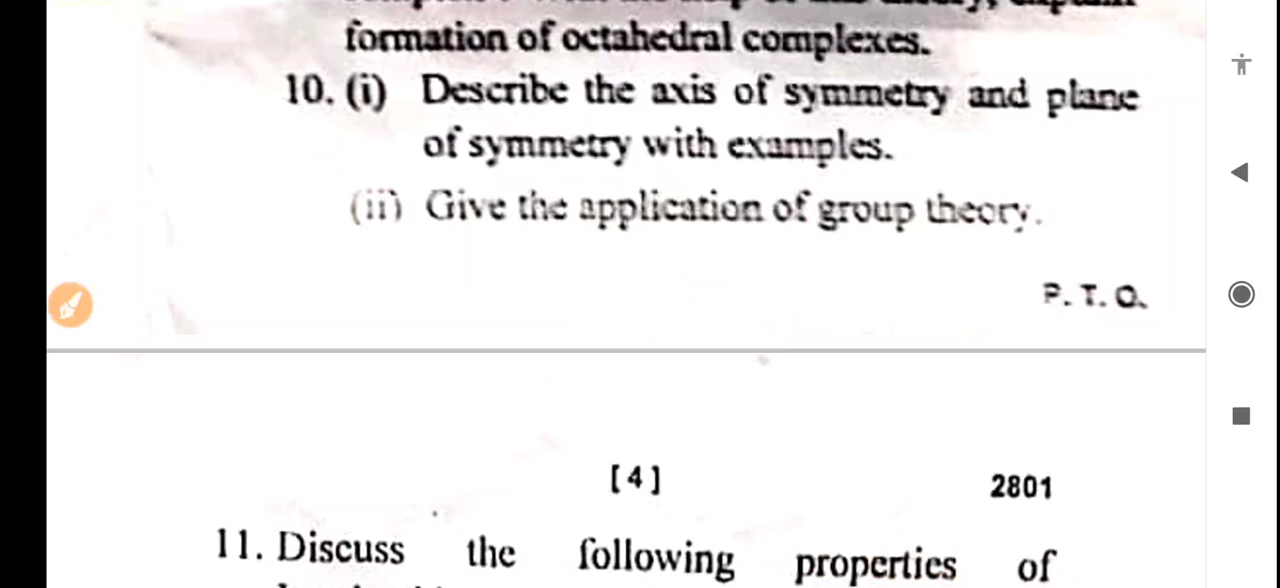 formation of octahedral complexes.
10. (i) Describe the axis of symmetry and plane
of symmetry with examples.
(ii) Give the application of group theory.
P. T. O.
[ 4 ]
2801
11. Discuss the following properties of